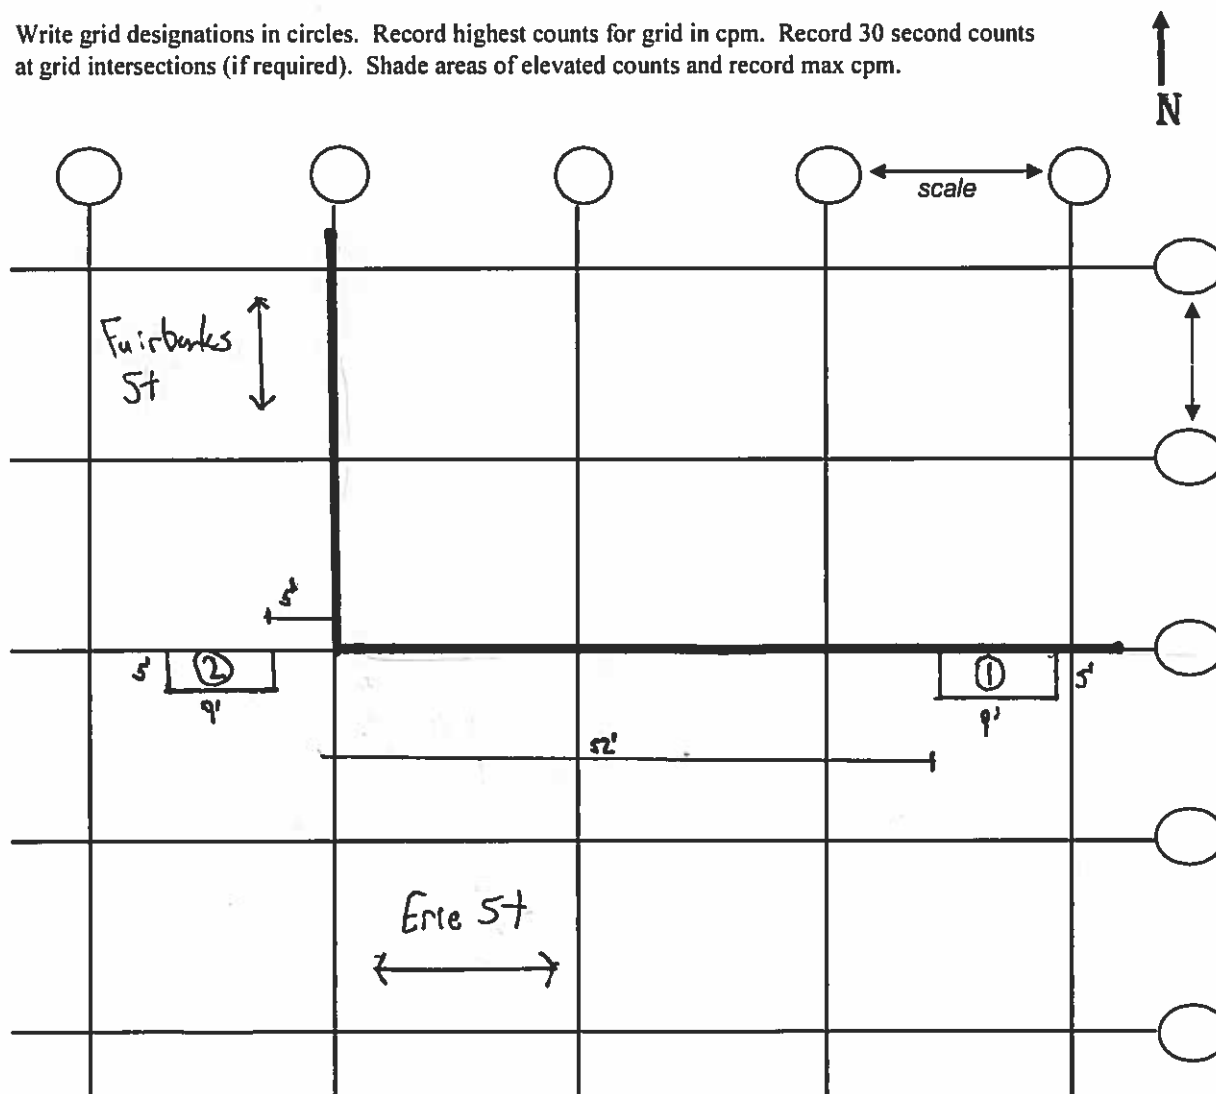 Write grid designations in circles. Record highest counts for grid in cpm. Record 30 second counts
at grid intersections (if required). Shade areas of elevated counts and record max cpm.
N
scale
Fairbanks
St
5'
5'
2
9'
1
5'
9'
52'
Erie St